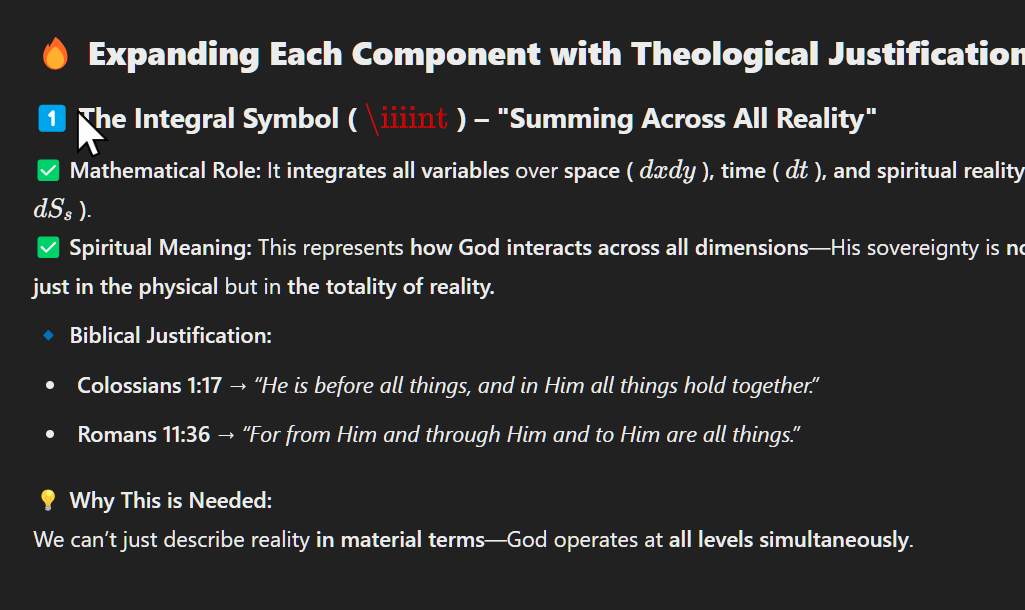 🔥 Expanding Each Component with Theological Justification
1 The Integral Symbol ( \iiiint ) – "Summing Across All Reality"
✅ Mathematical Role: It integrates all variables over space ( dxdy ), time ( dt ), and spiritual reality
dSₛ ).
✅ Spiritual Meaning: This represents how God interacts across all dimensions—His sovereignty is no
just in the physical but in the totality of reality.
🔹 Biblical Justification:
• Colossians 1:17 → “He is before all things, and in Him all things hold together.”
• Romans 11:36 → “For from Him and through Him and to Him are all things.”
💡 Why This is Needed:
We can’t just describe reality in material terms—God operates at all levels simultaneously.